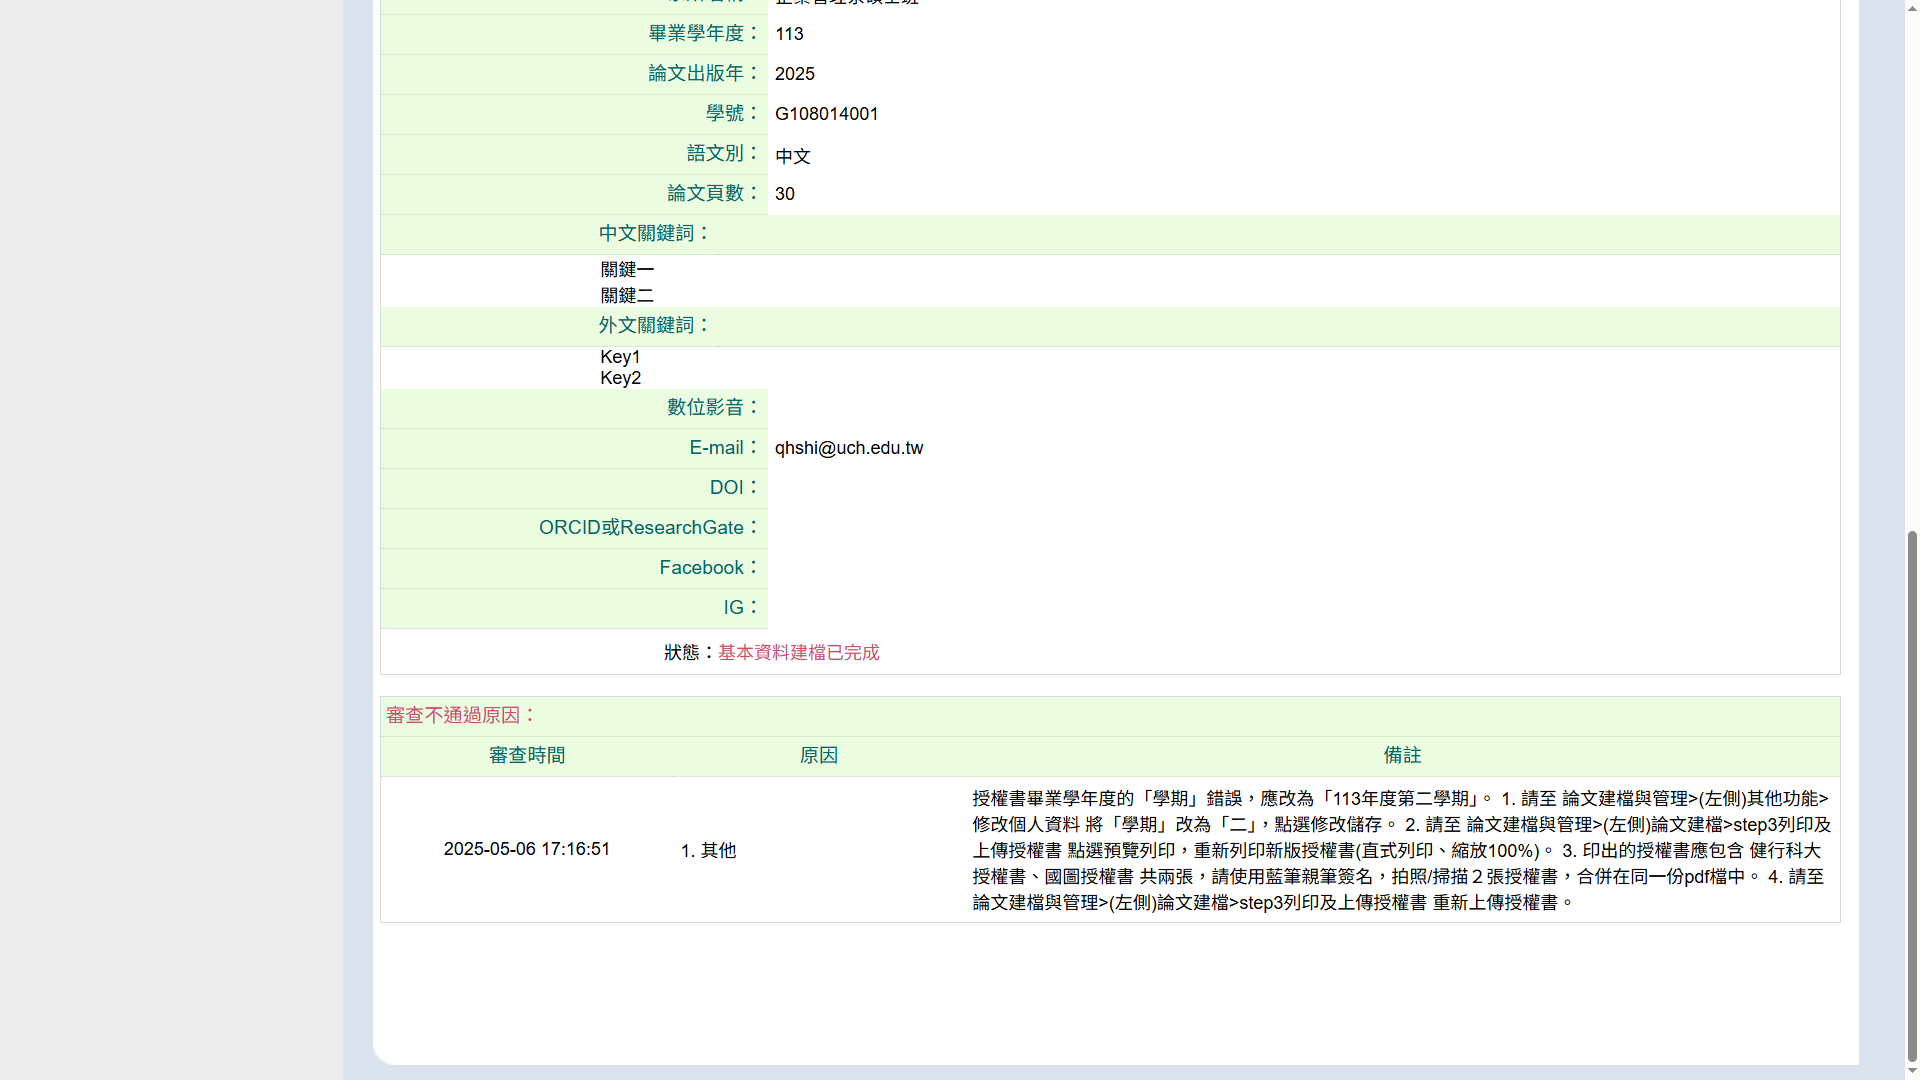 畢業學年度： 113
論文出版年： 2025
學號： G108014001
語文別： 中文
論文頁數： 30
中文關鍵詞：
關鍵一
關鍵二
外文關鍵詞：
Key1
Key2
數位影音：
E-mail： qhshi@uch.edu.tw
DOI：
ORCID或ResearchGate：
Facebook：
IG：
狀態：基本資料建檔已完成
審查不通過原因：
審查時間 原因 備註
2025-05-06 17:16:51
1. 其他
授權書畢業學年度的「學期」錯誤，應改為「113年度第二學期」。 1. 請至 論文建檔與管理>(左側)其他功能>
修改個人資料 將「學期」改為「二」，點選修改儲存。 2. 請至 論文建檔與管理>(左側)論文建檔>step3列印及
上傳授權書 點選預覽列印，重新列印新版授權書(直式列印、縮放100%)。 3. 印出的授權書應包含 健行科大
授權書、國圖授權書 共兩張，請使用藍筆親筆簽名，拍照/掃描２張授權書，合併在同一份pdf檔中。 4. 請至
論文建檔與管理>(左側)論文建檔>step3列印及上傳授權書 重新上傳授權書。